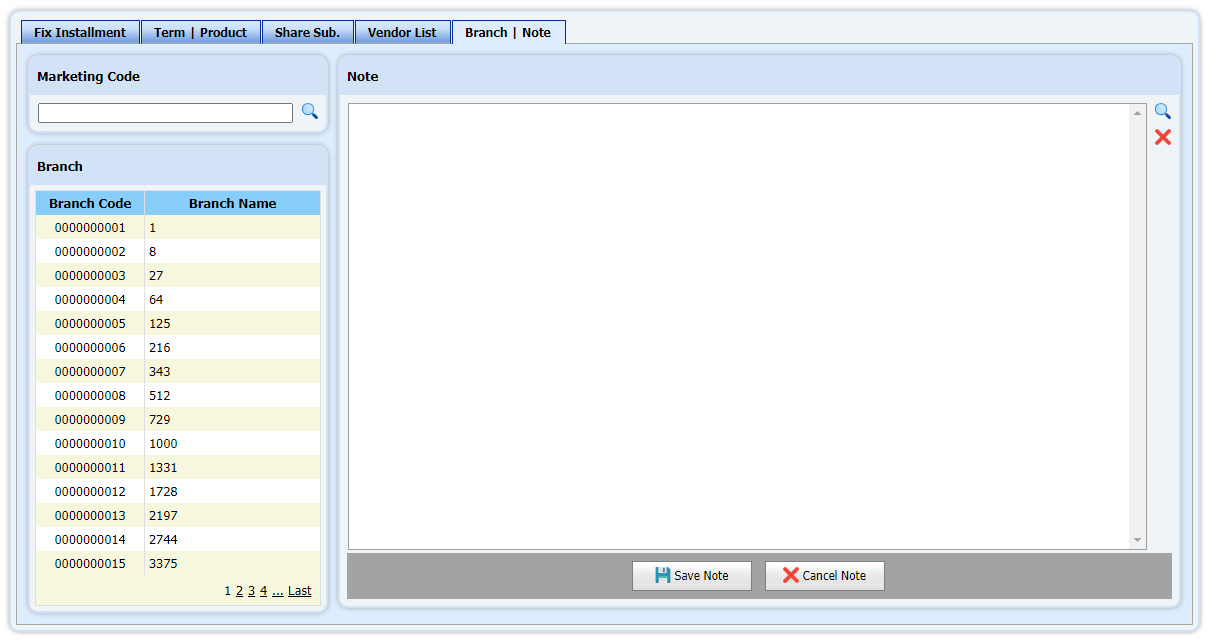 Fix Installment Term | Product Share Sub. Vendor List Branch | Note
Marketing Code
Branch
Branch Code Branch Name
0000000001 1
0000000002 8
0000000003 27
0000000004 64
0000000005 125
0000000006 216
0000000007 343
0000000008 512
0000000009 729
0000000010 1000
0000000011 1331
0000000012 1728
0000000013 2197
0000000014 2744
0000000015 3375
1 2 3 4 ... Last
Note
Save Note Cancel Note